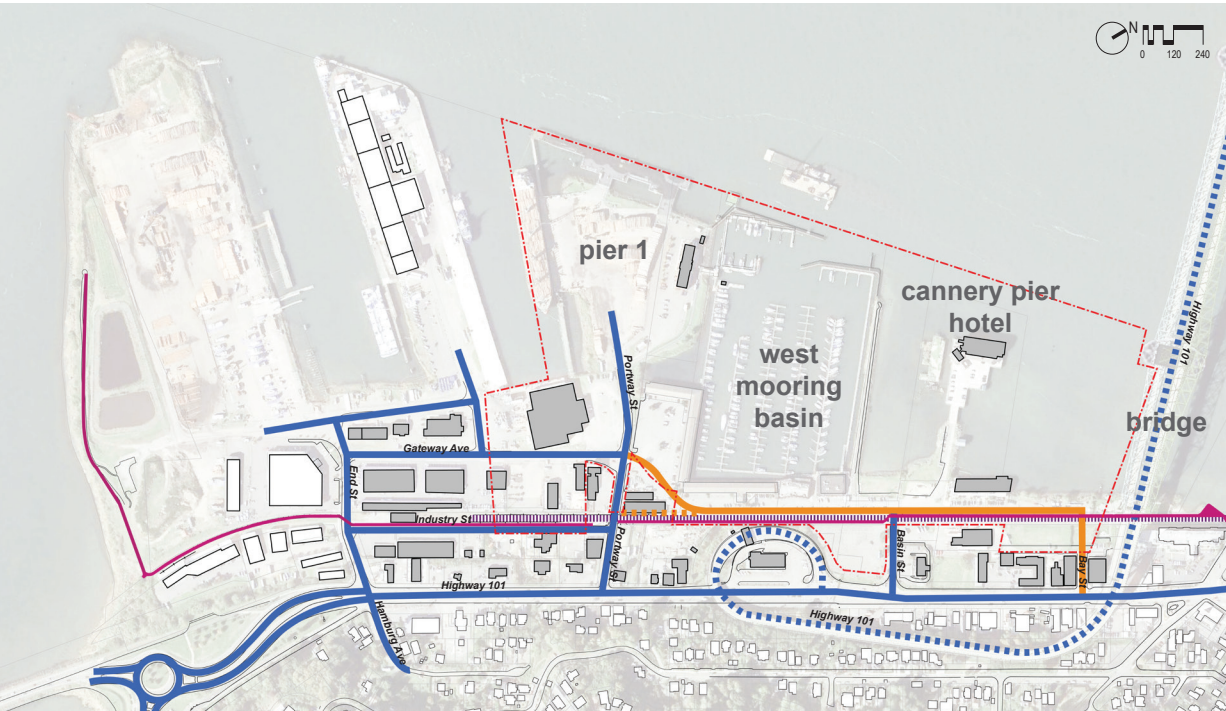 N
0 120 240
pier 1
cannery pier
hotel
west
mooring
basin
bridge
Highway 101
Portway St
Gateway Ave
End St
Industry St
Portway St
Basin St
Bay St
Highway 101
Highway 101
Hamburg Ave